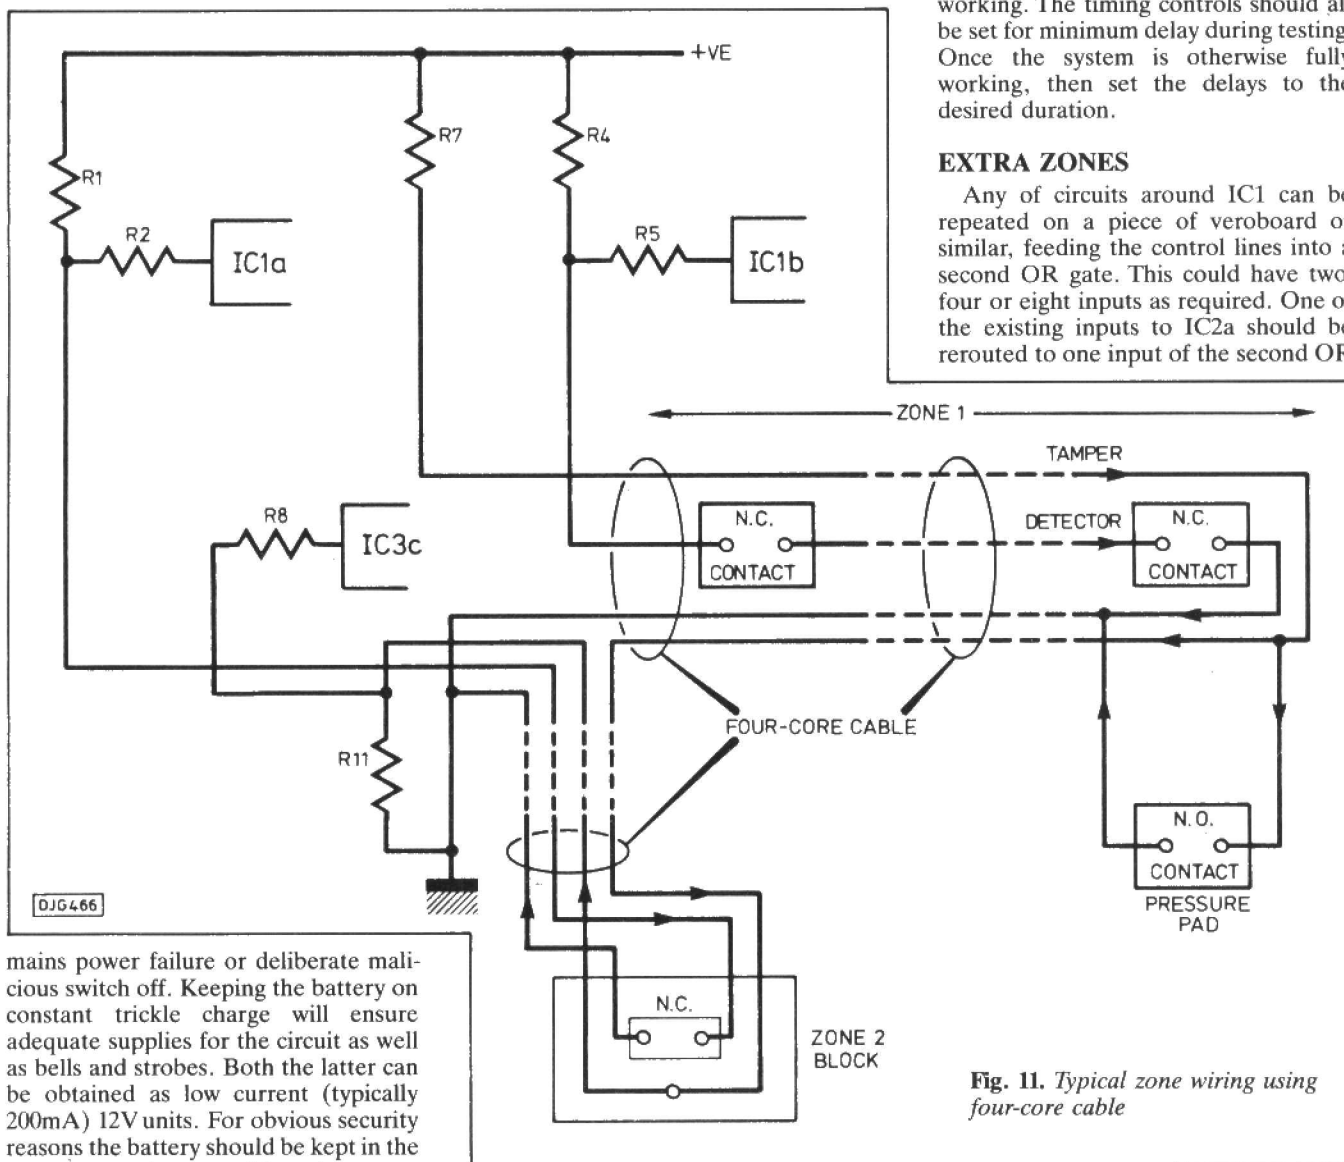 working. The timing controls should al
be set for minimum delay during testing
Once the system is otherwise fully
working, then set the delays to the
desired duration.
EXTRA ZONES
Any of circuits around IC1 can be
repeated on a piece of veroboard o
similar, feeding the control lines into a
second OR gate. This could have two
four or eight inputs as required. One o
the existing inputs to IC2a should be
rerouted to one input of the second OR
+VE
R7
R4
R1
R2
IC1a
R5
IC1b
ZONE 1
TAMPER
R8
IC3c
N.C.
CONTACT
DETECTOR
N.C.
CONTACT
FOUR-CORE CABLE
R11
N.O.
CONTACT
PRESSURE
PAD
DJG466
N.C.
ZONE 2
BLOCK
mains power failure or deliberate mali-
cious switch off. Keeping the battery on
constant trickle charge will ensure
adequate supplies for the circuit as well
as bells and strobes. Both the latter can
be obtained as low current (typically
200mA) 12V units. For obvious security
reasons the battery should be kept in the
Fig. 11. Typical zone wiring using
four-core cable